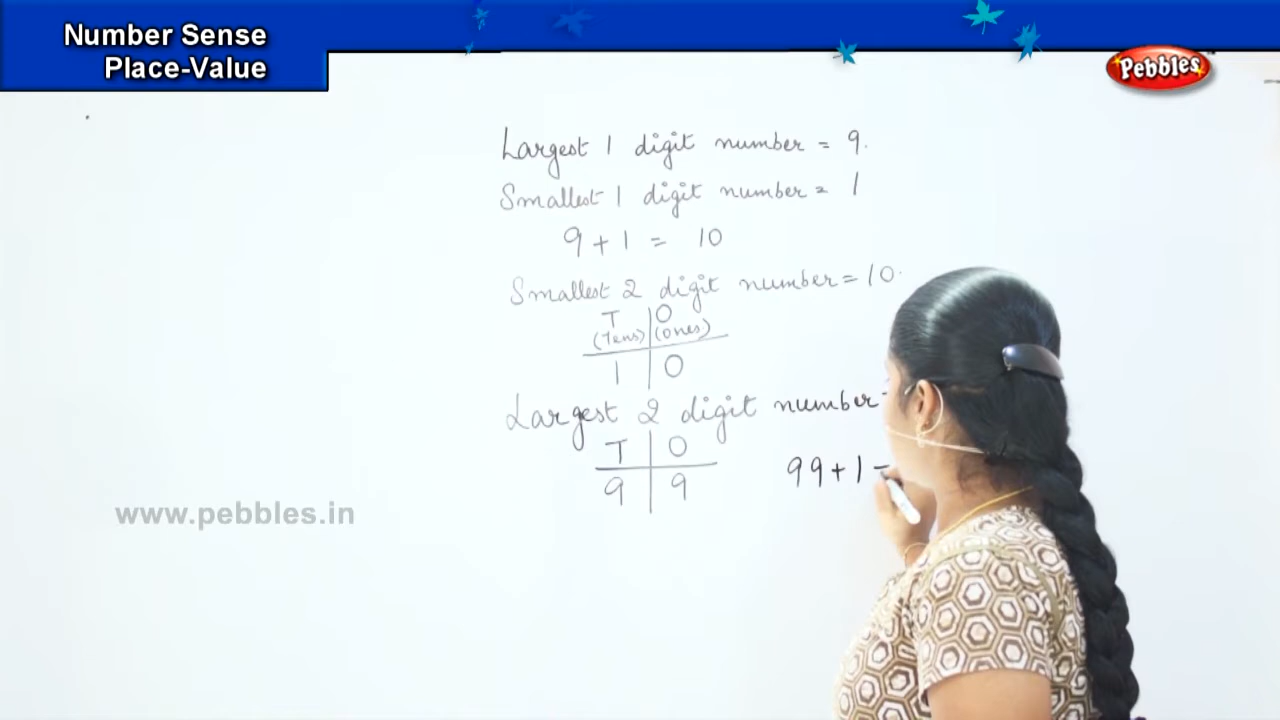 Number Sense
Place-Value
Pebbles
Largest 1 digit number = 9.
Smallest 1 digit number = 1
9 + 1 = 10
Smallest 2 digit number = 10.
T | O
(Tens) | (Ones)
1 | 0
Largest 2 digit number =
T | O
9 | 9
99 + 1 =
www.pebbles.in